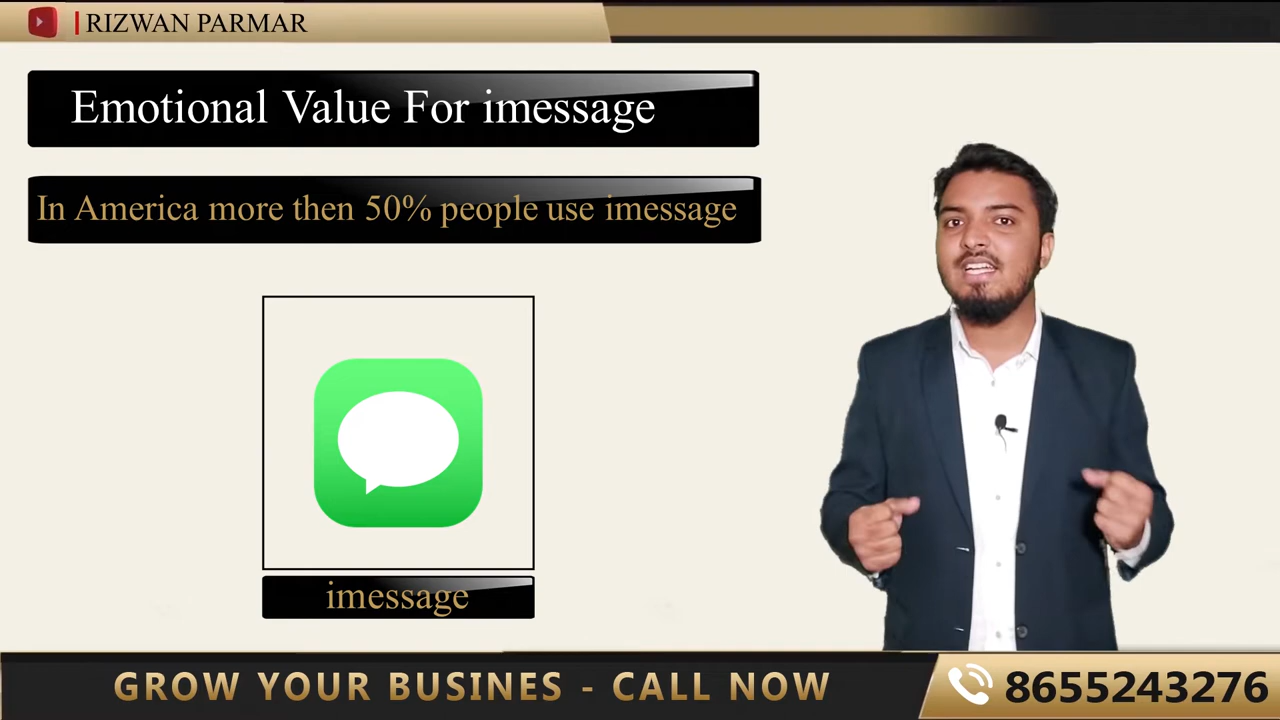 RIZWAN PARMAR
Emotional Value For imessage
In America more then 50% people use imessage
imessage
GROW YOUR BUSINES - CALL NOW
8655243276